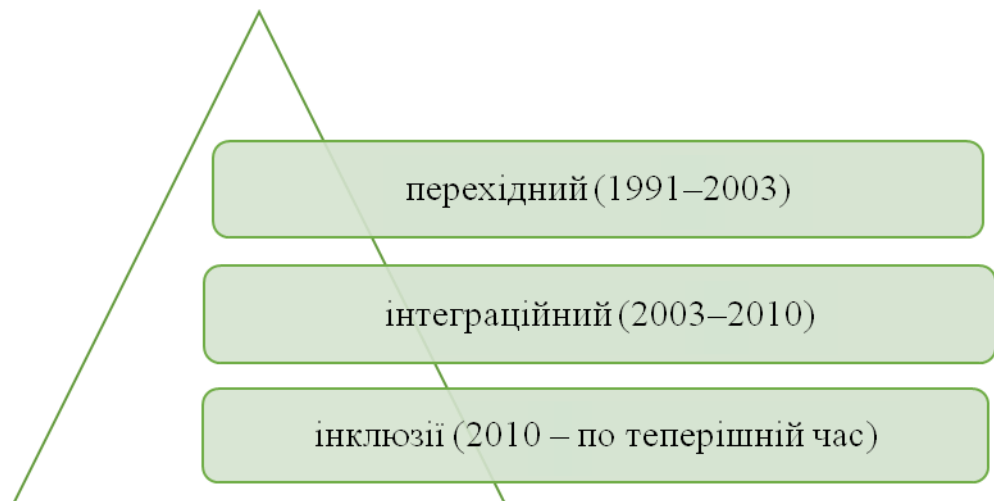 перехідний (1991–2003)
інтеграційний (2003–2010)
інклюзії (2010 – по теперішній час)